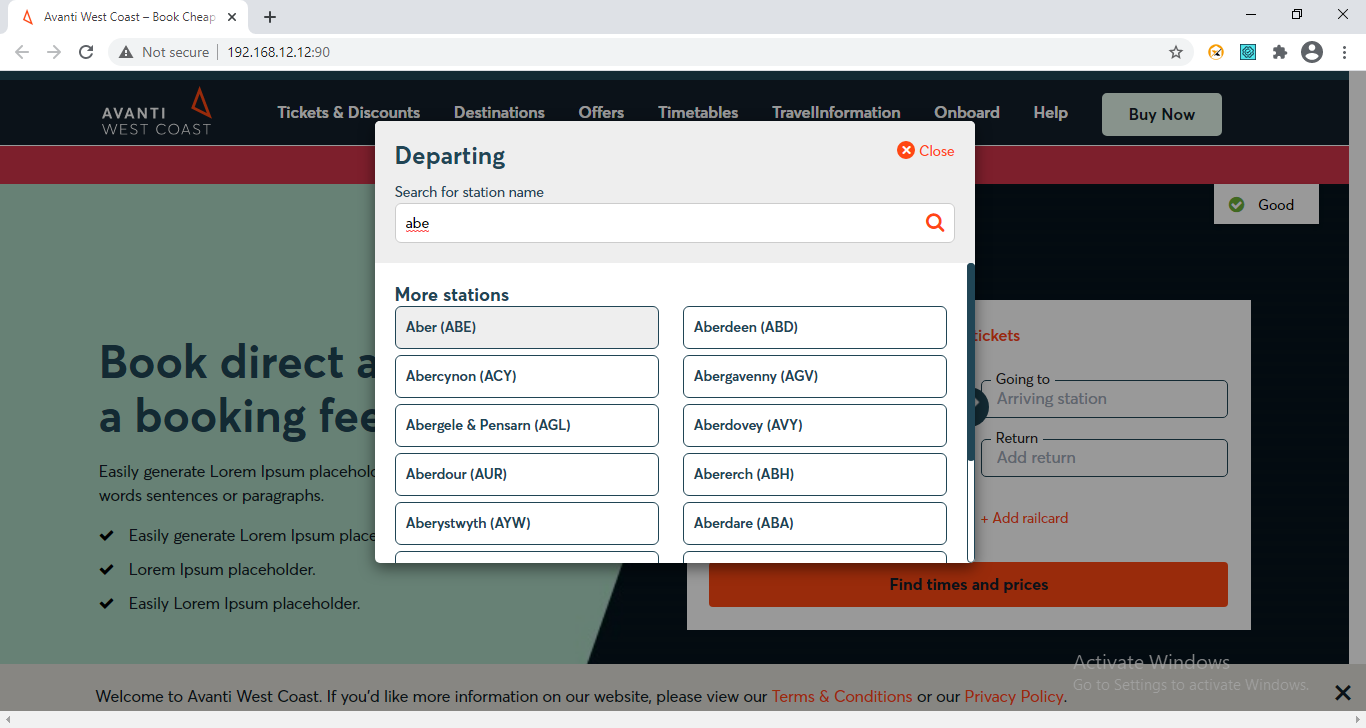 Avanti West Coast – Book Cheap
Not secure
192.168.12.12:90
AVANTI
WEST COAST
Tickets & Discounts
Destinations
Offers
Timetables
TravelInformation
Onboard
Help
Buy Now
Departing
Close
Search for station name
abe
Good
More stations
Aber (ABE)
Aberdeen (ABD)
Abercynon (ACY)
Abergavenny (AGV)
Abergele & Pensarn (AGL)
Aberdovey (AVY)
Aberdour (AUR)
Abererch (ABH)
Aberystwyth (AYW)
Aberdare (ABA)
Book direct
a booking fee
Easily generate Lorem Ipsum
words sentences or paragraphs.
Easily generate Lorem Ipsum
Lorem Ipsum placeholder.
Easily Lorem Ipsum placeholder.
Going to
Arriving station
Return
Add return
+ Add railcard
Find times and prices
Activate Windows
Go to Settings to activate Windows.
Welcome to Avanti West Coast. If you'd like more information on our website, please view our Terms & Conditions or our Privacy Policy.